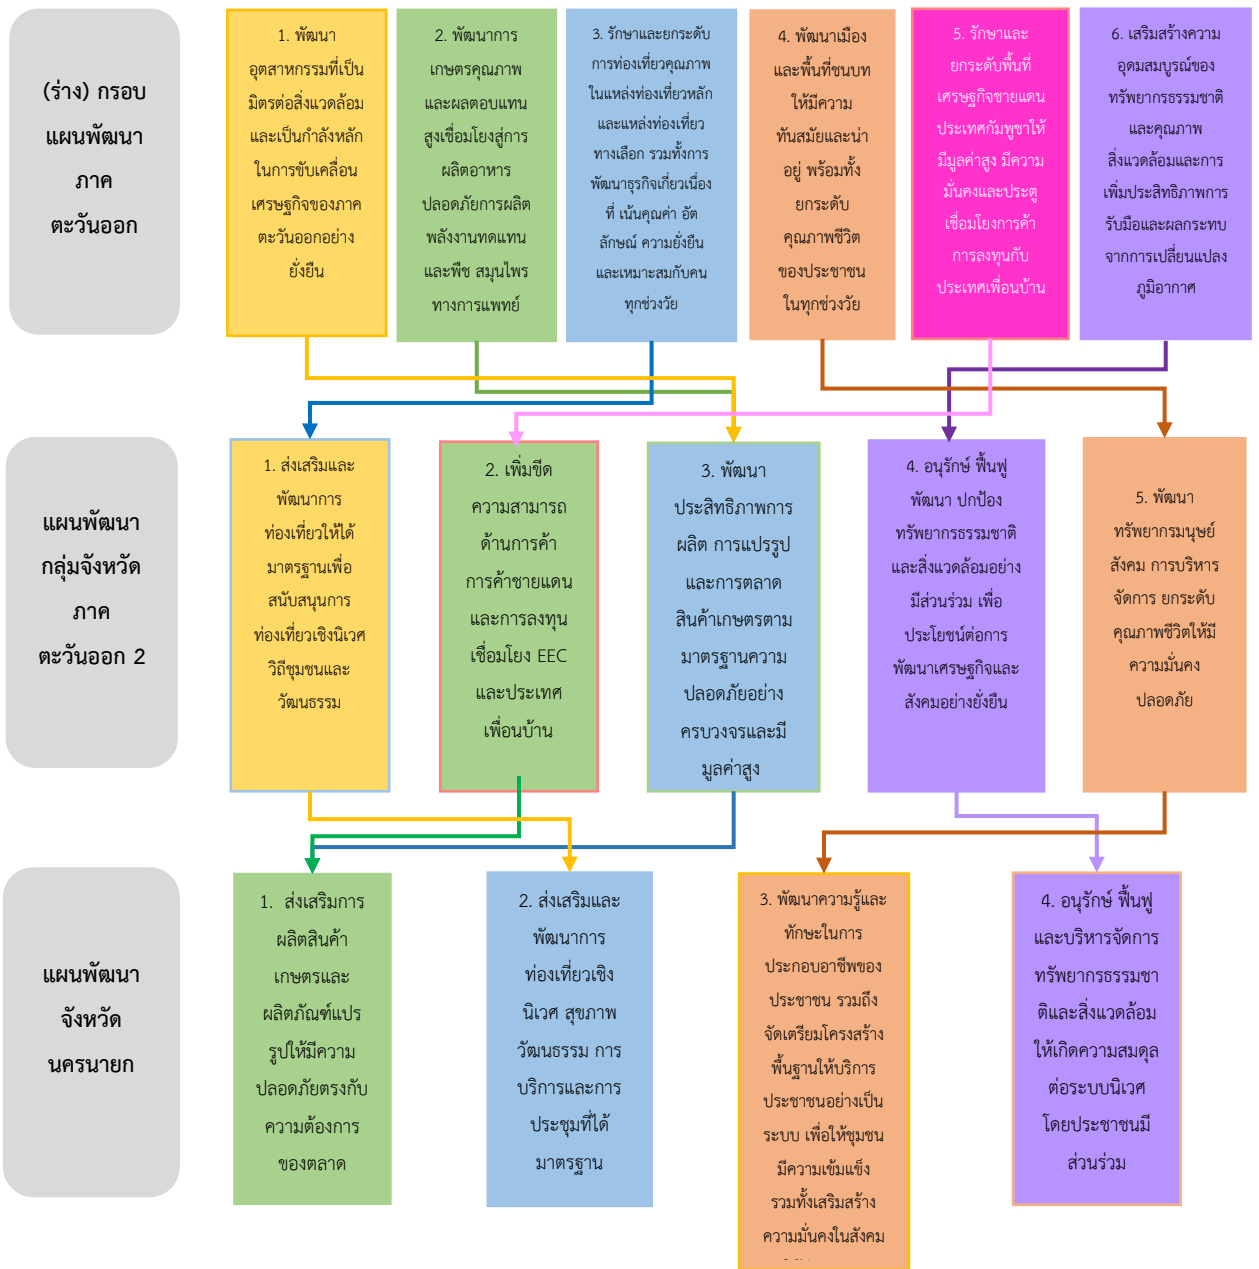 (ร่าง) กรอบ
แผนพัฒนา
ภาค
ตะวันออก
1. พัฒนา
อุตสาหกรรมที่เป็น
มิตรต่อสิ่งแวดล้อม
และเป็นกำลังหลัก
ในการขับเคลื่อน
เศรษฐกิจของภาค
ตะวันออกอย่าง
ยั่งยืน
2. พัฒนาการ
เกษตรคุณภาพ
และผลตอบแทน
สูงเชื่อมโยงสู่การ
ผลิตอาหาร
ปลอดภัยการผลิต
พลังงานทดแทน
และพืช สมุนไพร
ทางการแพทย์
3. รักษาและยกระดับ
การท่องเที่ยวคุณภาพ
ในแหล่งท่องเที่ยวหลัก
และแหล่งท่องเที่ยว
ทางเลือก รวมทั้งการ
พัฒนาธุรกิจเกี่ยวเนื่อง
ที่ เน้นคุณค่า อัต
ลักษณ์ ความยั่งยืน
และเหมาะสมกับคน
ทุกช่วงวัย
4. พัฒนาเมือง
และพื้นที่ชนบท
ให้มีความ
ทันสมัยและน่า
อยู่ พร้อมทั้ง
ยกระดับ
คุณภาพชีวิต
ของประชาชน
ในทุกช่วงวัย
5. รักษาและ
ยกระดับพื้นที่
เศรษฐกิจชายแดน
ประเทศกัมพูชาให้
มีมูลค่าสูง มีความ
มั่นคงและประตู
เชื่อมโยงการค้า
การลงทุนกับ
ประเทศเพื่อนบ้าน
6. เสริมสร้างความ
อุดมสมบูรณ์ของ
ทรัพยากรธรรมชาติ
และคุณภาพ
สิ่งแวดล้อมและการ
เพิ่มประสิทธิภาพการ
รับมือและผลกระทบ
จากการเปลี่ยนแปลง
ภูมิอากาศ
แผนพัฒนา
กลุ่มจังหวัด
ภาค
ตะวันออก 2
1. ส่งเสริมและ
พัฒนาการ
ท่องเที่ยวให้ได้
มาตรฐานเพื่อ
สนับสนุนการ
ท่องเที่ยวเชิงนิเวศ
วิถีชุมชนและ
วัฒนธรรม
2. เพิ่มขีด
ความสามารถ
ด้านการค้า
การค้าชายแดน
และการลงทุน
เชื่อมโยง EEC
และประเทศ
เพื่อนบ้าน
3. พัฒนา
ประสิทธิภาพการ
ผลิต การแปรรูป
และการตลาด
สินค้าเกษตรตาม
มาตรฐานความ
ปลอดภัยอย่าง
ครบวงจรและมี
มูลค่าสูง
4. อนุรักษ์ ฟื้นฟู
พัฒนา ปกป้อง
ทรัพยากรธรรมชาติ
และสิ่งแวดล้อมอย่าง
มีส่วนร่วม เพื่อ
ประโยชน์ต่อการ
พัฒนาเศรษฐกิจและ
สังคมอย่างยั่งยืน
5. พัฒนา
ทรัพยากรมนุษย์
สังคม การบริหาร
จัดการ ยกระดับ
คุณภาพชีวิตให้มี
ความมั่นคง
ปลอดภัย
แผนพัฒนา
จังหวัด
นครนายก
1. ส่งเสริมการ
ผลิตสินค้า
เกษตรและ
ผลิตภัณฑ์แปร
รูปให้มีความ
ปลอดภัยตรงกับ
ความต้องการ
ของตลาด
2. ส่งเสริมและ
พัฒนาการ
ท่องเที่ยวเชิง
นิเวศ สุขภาพ
วัฒนธรรม การ
บริการและการ
ประชุมที่ได้
มาตรฐาน
3. พัฒนาความรู้และ
ทักษะในการ
ประกอบอาชีพของ
ประชาชน รวมถึง
จัดเตรียมโครงสร้าง
พื้นฐานให้บริการ
ประชาชนอย่างเป็น
ระบบ เพื่อให้ชุมชน
มีความเข้มแข็ง
รวมทั้งเสริมสร้าง
ความมั่นคงในสังคม
4. อนุรักษ์ ฟื้นฟู
และบริหารจัดการ
ทรัพยากรธรรมชา
ติและสิ่งแวดล้อม
ให้เกิดความสมดุล
ต่อระบบนิเวศ
โดยประชาชนมี
ส่วนร่วม